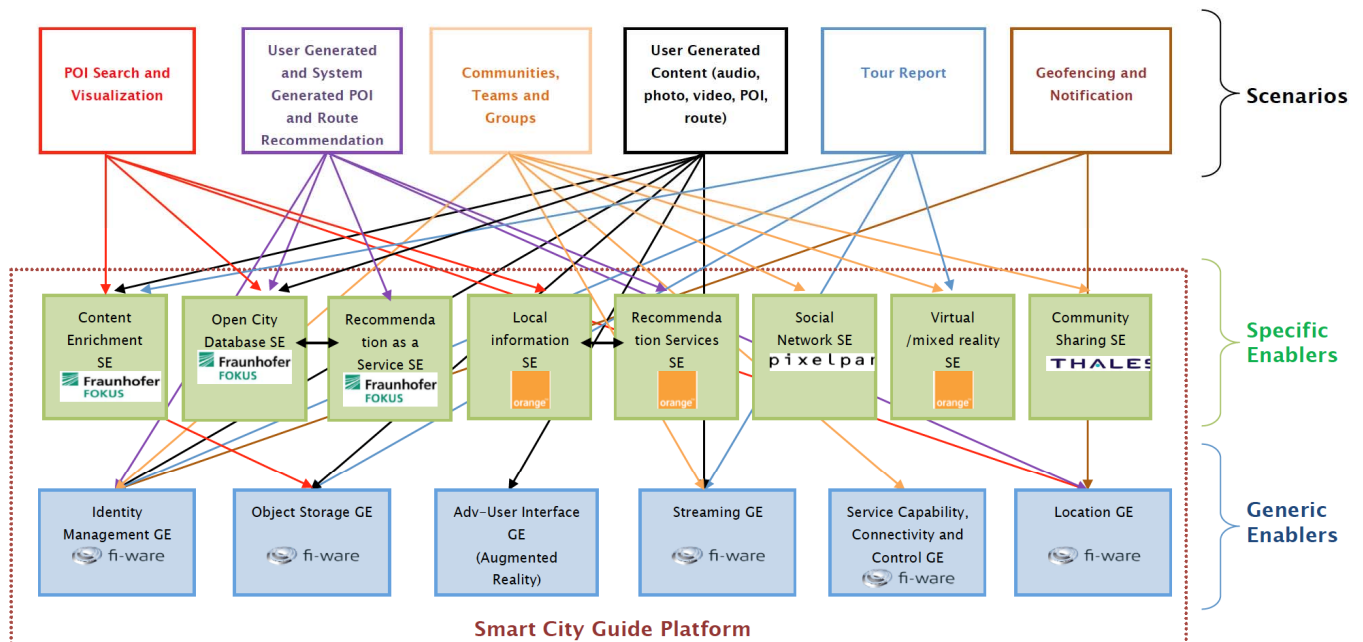 POI Search and
Visualization
User Generated
and System
Generated POI
and Route
Recommendation
Communities,
Teams and
Groups
User Generated
Content (audio,
photo, video, POI,
route)
Tour Report
Geofencing and
Notification
Scenarios
Content
Enrichment
SE
Fraunhofer
FOKUS
Open City
Database SE
Fraunhofer
FOKUS
Recommenda
tion as a
Service SE
Fraunhofer
FOKUS
Local
information
SE
orange
Recommenda
tion Services
SE
orange
Social
Network SE
pixelpar
Virtual
/mixed reality
SE
orange
Community
Sharing SE
THALES
Specific
Enablers
Identity
Management GE
fi-ware
Object Storage GE
fi-ware
Adv-User Interface
GE
(Augmented
Reality)
Streaming GE
fi-ware
Service Capability,
Connectivity and
Control GE
fi-ware
Location GE
fi-ware
Generic
Enablers
Smart City Guide Platform